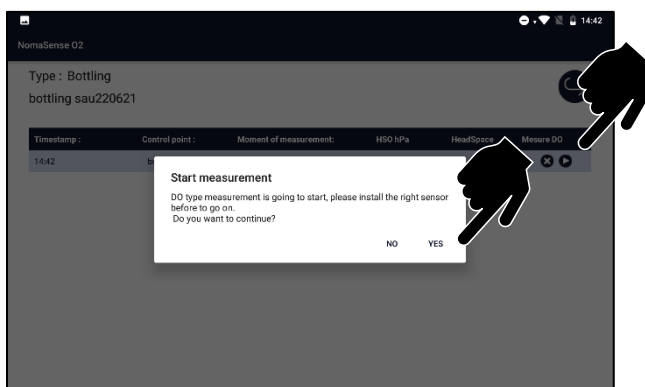 14:42
NomaSense O2
Type : Bottling
bottling sau220621
Timestamp : Control point : Moment of measurement: HSO hPa HeadSpace Mesure DO
14:42
Start measurement
DO type measurement is going to start, please install the right sensor
before to go on.
Do you want to continue?
NO YES